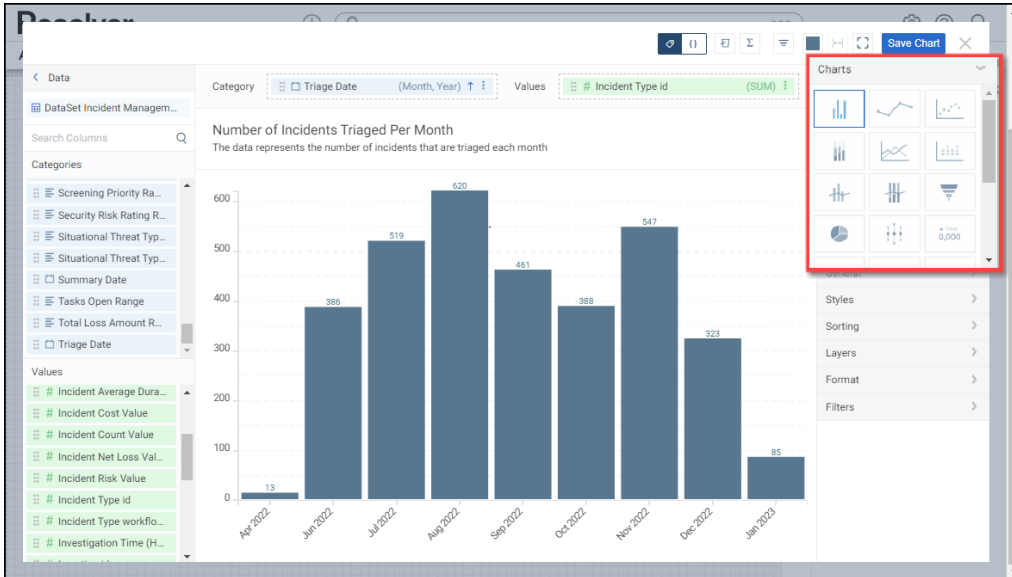 Resolver
Save Chart
Data
DataSet Incident Managem...
Search Columns
Categories
Screening Priority Ra...
Security Risk Rating R...
Situational Threat Typ...
Situational Threat Typ...
Summary Date
Tasks Open Range
Total Loss Amount R...
Triage Date
Values
# Incident Average Dura...
# Incident Cost Value
# Incident Count Value
# Incident Net Loss Val...
# Incident Risk Value
# Incident Type id
# Incident Type workflo...
# Investigation Time (H...
Category
Triage Date (Month, Year)
Values
# Incident Type id (SUM)
Number of Incidents Triaged Per Month
The data represents the number of incidents that are triaged each month
600
500
400
300
200
100
0
13
386
519
620
461
388
547
323
85
Apr 2022
Jun 2022
Jul 2022
Aug 2022
Sep 2022
Oct 2022
Nov 2022
Dec 2022
Jan 2023
Charts
Total
0,000
General
Styles
Sorting
Layers
Format
Filters